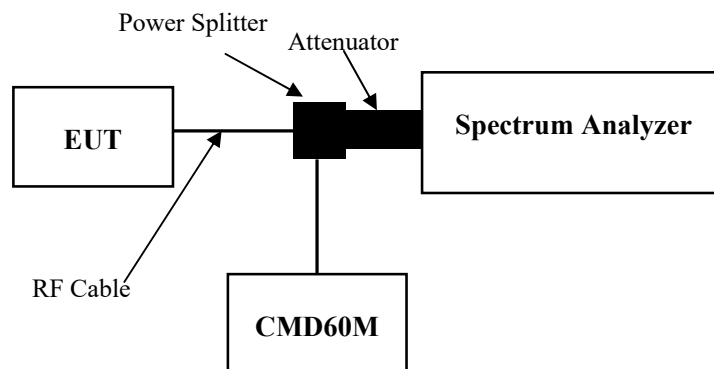 Power Splitter
Attenuator
EUT
Spectrum Analyzer
RF Cable
CMD60M